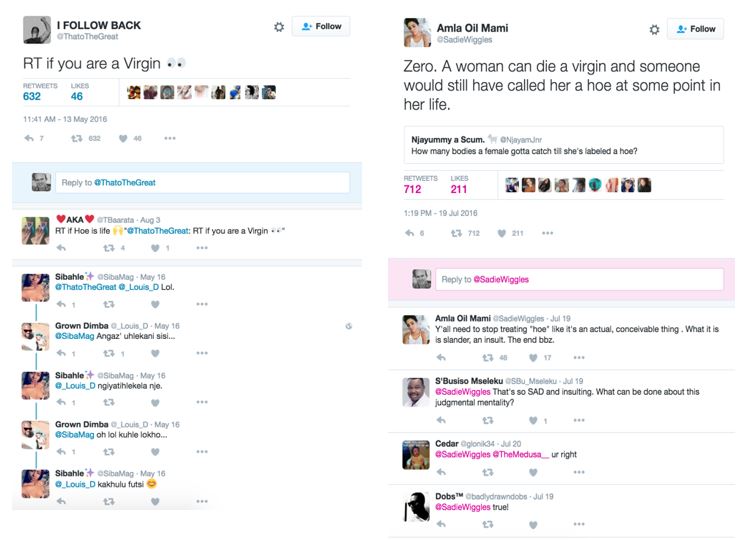 I FOLLOW BACK
@ThatoTheGreat
Follow
RT if you are a Virgin 👀
RETWEETS LIKES
632 46
11:41 AM - 13 May 2016
7 632 46 •••
Reply to @ThatoTheGreat
❤AKA❤ @TBaarata · Aug 3
RT if Hoe is life 🙌"@ThatoTheGreat: RT if you are a Virgin 👀"
4 1 •••
Sibahle✨ @SibaMag · May 16
@ThatoTheGreat @_Louis_D Lol.
1 •••
Grown Dimba @_Louis_D · May 16
@SibaMag Angaz' uhlekani sisi...
1 1 •••
Sibahle✨ @SibaMag · May 16
@_Louis_D ngiyatihlekela nje.
1 •••
Grown Dimba @_Louis_D · May 16
@SibaMag oh lol kuhle lokho...
1 •••
Sibahle✨ @SibaMag · May 16
@_Louis_D kakhulu futsi 😊
•••
Amla Oil Mami
@SadieWiggles
Follow
Zero. A woman can die a virgin and someone
would still have called her a hoe at some point in
her life.
Njayummy a Scum. 🐩 @NjayamJnr
How many bodies a female gotta catch till she's labeled a hoe?
RETWEETS LIKES
712 211
1:19 PM - 19 Jul 2016
6 712 211 •••
Reply to @SadieWiggles
Amla Oil Mami @SadieWiggles · Jul 19
Y'all need to stop treating "hoe" like it's an actual, conceivable thing . What it is
is slander, an insult. The end bbz.
46 17 •••
S'Busiso Mseleku @SBu_Mseleku · Jul 19
@SadieWiggles That's so SAD and insulting. What can be done about this
judgmental mentality?
1 •••
Cedar @gionik34 · Jul 20
@SadieWiggles @TheMedusa__ ur right
•••
Dobs™ @badlydrawndobs · Jul 19
@SadieWiggles true!
•••